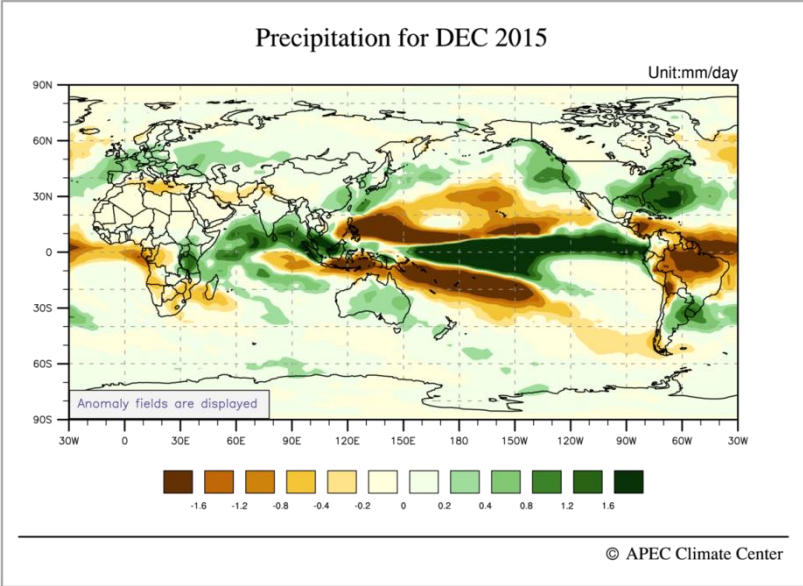 Precipitation for DEC 2015
Unit:mm/day
90N
60N
30N
0
30S
60S
90S
Anomaly fields are displayed
30W 0 30E 60E 90E 120E 150E 180 150W 120W 90W 60W 30W
-1.6 -1.2 -0.8 -0.4 -0.2 0 0.2 0.4 0.8 1.2 1.6
© APEC Climate Center